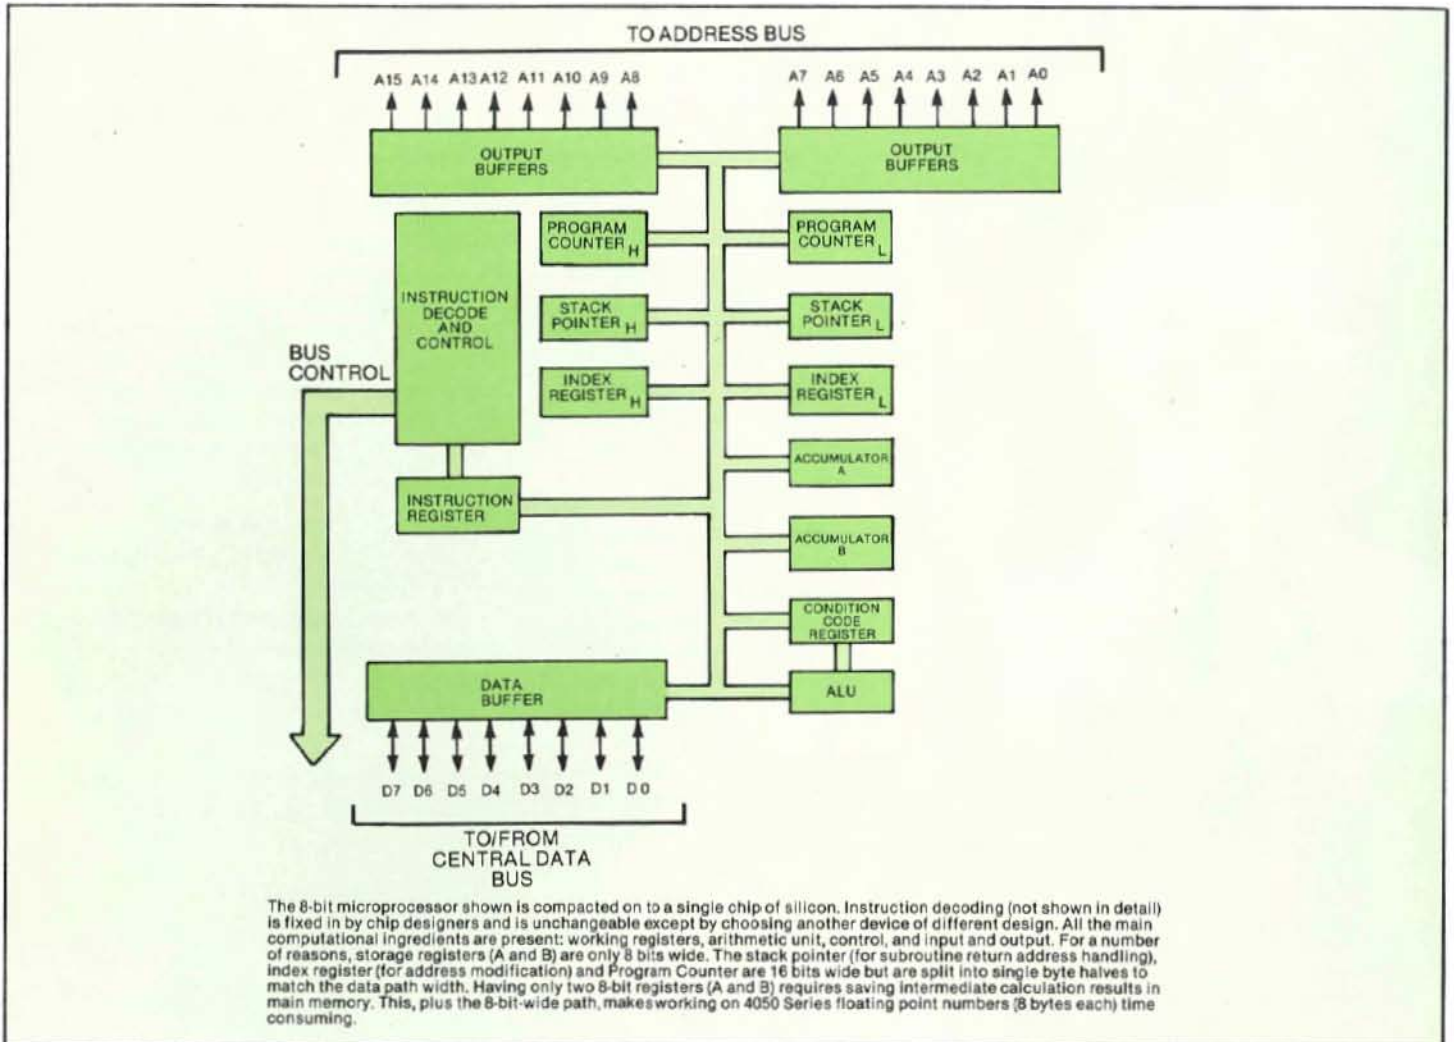 TO ADDRESS BUS
A15 A14 A13 A12 A11 A10 A9 A8 A7 A6 A5 A4 A3 A2 A1 A0
OUTPUT
BUFFERS
OUTPUT
BUFFERS
PROGRAM
COUNTER H
PROGRAM
COUNTER L
INSTRUCTION
DECODE
AND
CONTROL
STACK
POINTER H
STACK
POINTER L
BUS
CONTROL
INDEX
REGISTER H
INDEX
REGISTER L
ACCUMULATOR
A
INSTRUCTION
REGISTER
ACCUMULATOR
B
CONDITION
CODE
REGISTER
DATA
BUFFER
ALU
D7 D6 D5 D4 D3 D2 D1 D0
TO/FROM
CENTRAL DATA
BUS
The 8-bit microprocessor shown is compacted on to a single chip of silicon. Instruction decoding (not shown in detail)
is fixed in by chip designers and is unchangeable except by choosing another device of different design. All the main
computational ingredients are present: working registers, arithmetic unit, control, and input and output. For a number
of reasons, storage registers (A and B) are only 8 bits wide. The stack pointer (for subroutine return address handling),
index register (for address modification) and Program Counter are 16 bits wide but are split into single byte halves to
match the data path width. Having only two 8-bit registers (A and B) requires saving intermediate calculation results in
main memory. This, plus the 8-bit-wide path, makes working on 4050 Series floating point numbers (8 bytes each) time
consuming.